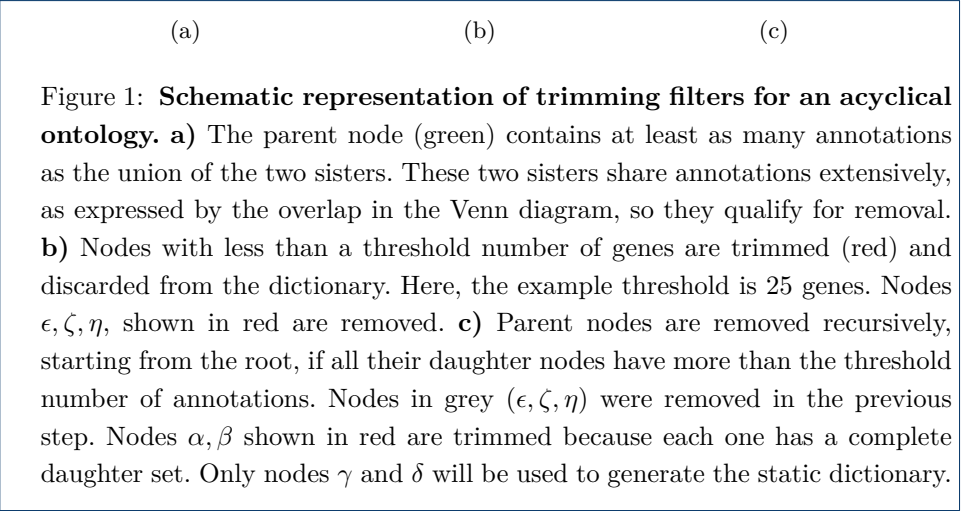 (a) (b) (c)
Figure 1: Schematic representation of trimming filters for an acyclical
ontology. a) The parent node (green) contains at least as many annotations
as the union of the two sisters. These two sisters share annotations extensively,
as expressed by the overlap in the Venn diagram, so they qualify for removal.
b) Nodes with less than a threshold number of genes are trimmed (red) and
discarded from the dictionary. Here, the example threshold is 25 genes. Nodes
ϵ, ζ, η, shown in red are removed. c) Parent nodes are removed recursively,
starting from the root, if all their daughter nodes have more than the threshold
number of annotations. Nodes in grey (ϵ, ζ, η) were removed in the previous
step. Nodes α, β shown in red are trimmed because each one has a complete
daughter set. Only nodes γ and δ will be used to generate the static dictionary.